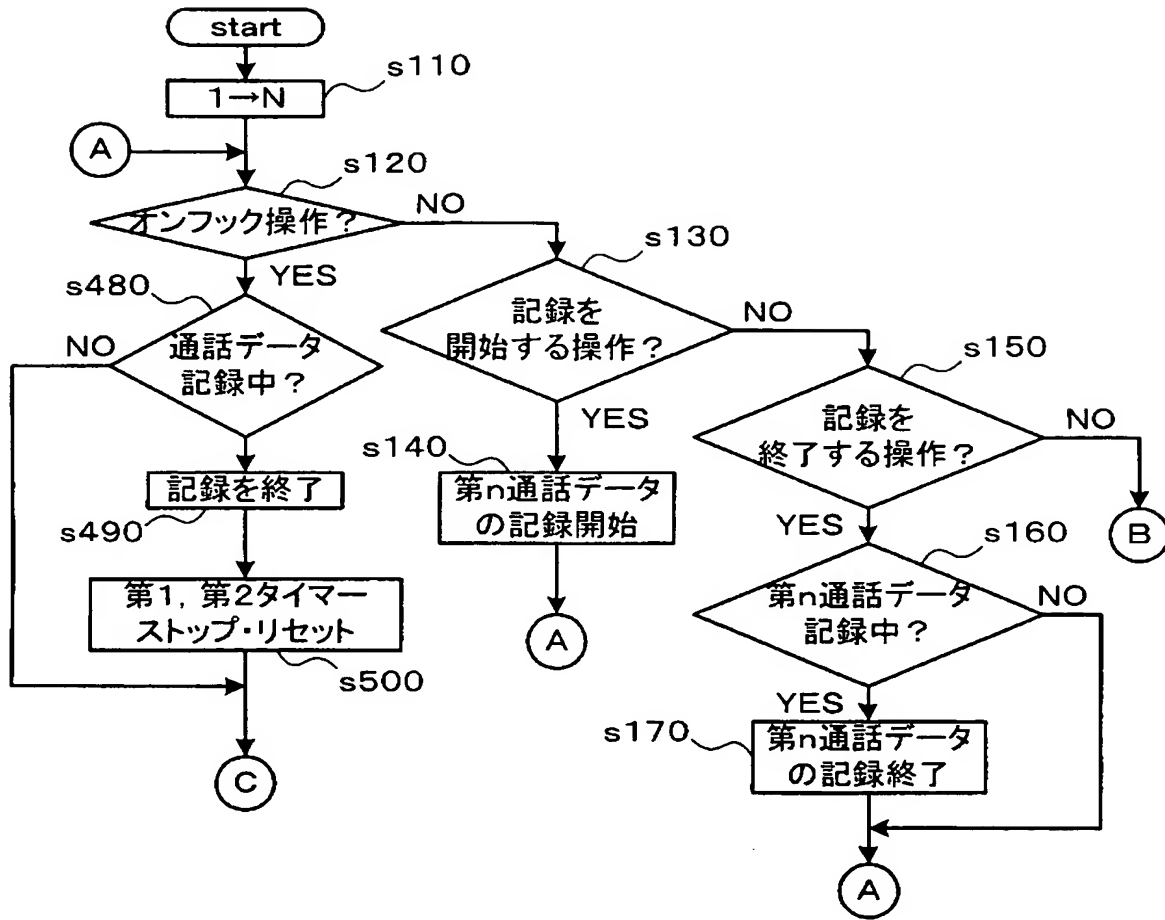 start
s110
1→N
A
s120
オンフック操作？
NO
s130
YES
s480
記録を
開始する操作？
NO
NO
通話データ
記録中？
s150
YES
記録を
終了する操作？
NO
s140
記録を終了
第n通話データ
の記録開始
s490
YES
B
s160
第1，第2タイマー
ストップ・リセット
第n通話データ
記録中？
NO
A
s500
YES
s170
第n通話データ
の記録終了
C
A